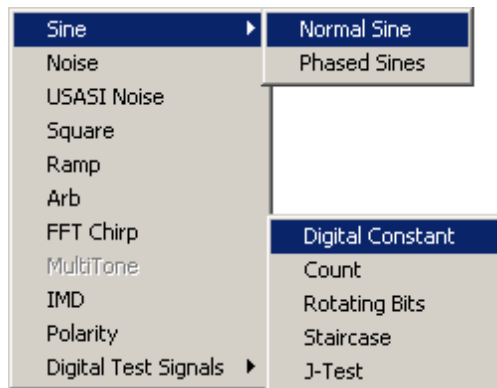 Sine
Noise
USASI Noise
Square
Ramp
Arb
FFT Chirp
MultiTone
IMD
Polarity
Digital Test Signals
Normal Sine
Phased Sines
Digital Constant
Count
Rotating Bits
Staircase
J-Test